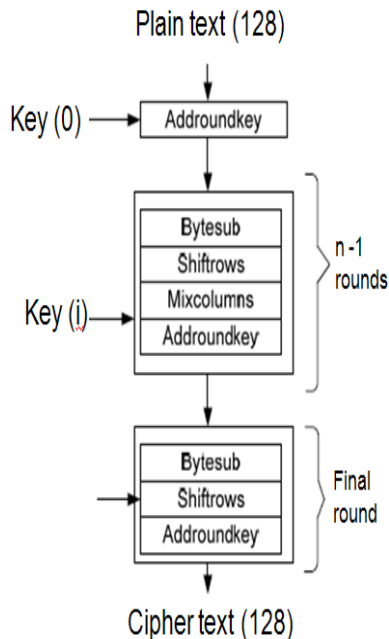 Plain text (128)
Key (0)
Addroundkey
Bytesub
Shiftrows
Mixcolumns
Addroundkey
Key (i)
n -1
rounds
Bytesub
Shiftrows
Addroundkey
Final
round
Cipher text (128)